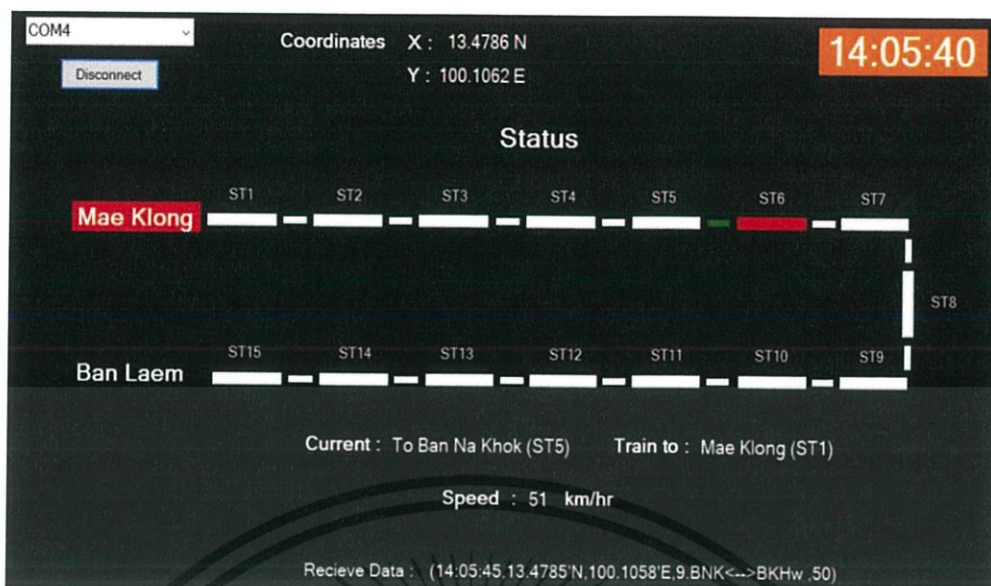 COM4
Coordinates X : 13.4786 N
14:05:40
Disconnect
Y : 100.1062 E
Status
ST1 ST2 ST3 ST4 ST5 ST6 ST7
Mae Klong
ST8
ST15 ST14 ST13 ST12 ST11 ST10 ST9
Ban Laem
Current : To Ban Na Khok (ST5) Train to : Mae Klong (ST1)
Speed : 51 km/hr
Recieve Data : (14:05:45,13.4785'N,100.1058'E,9.BNK<-->BKHw ,50)